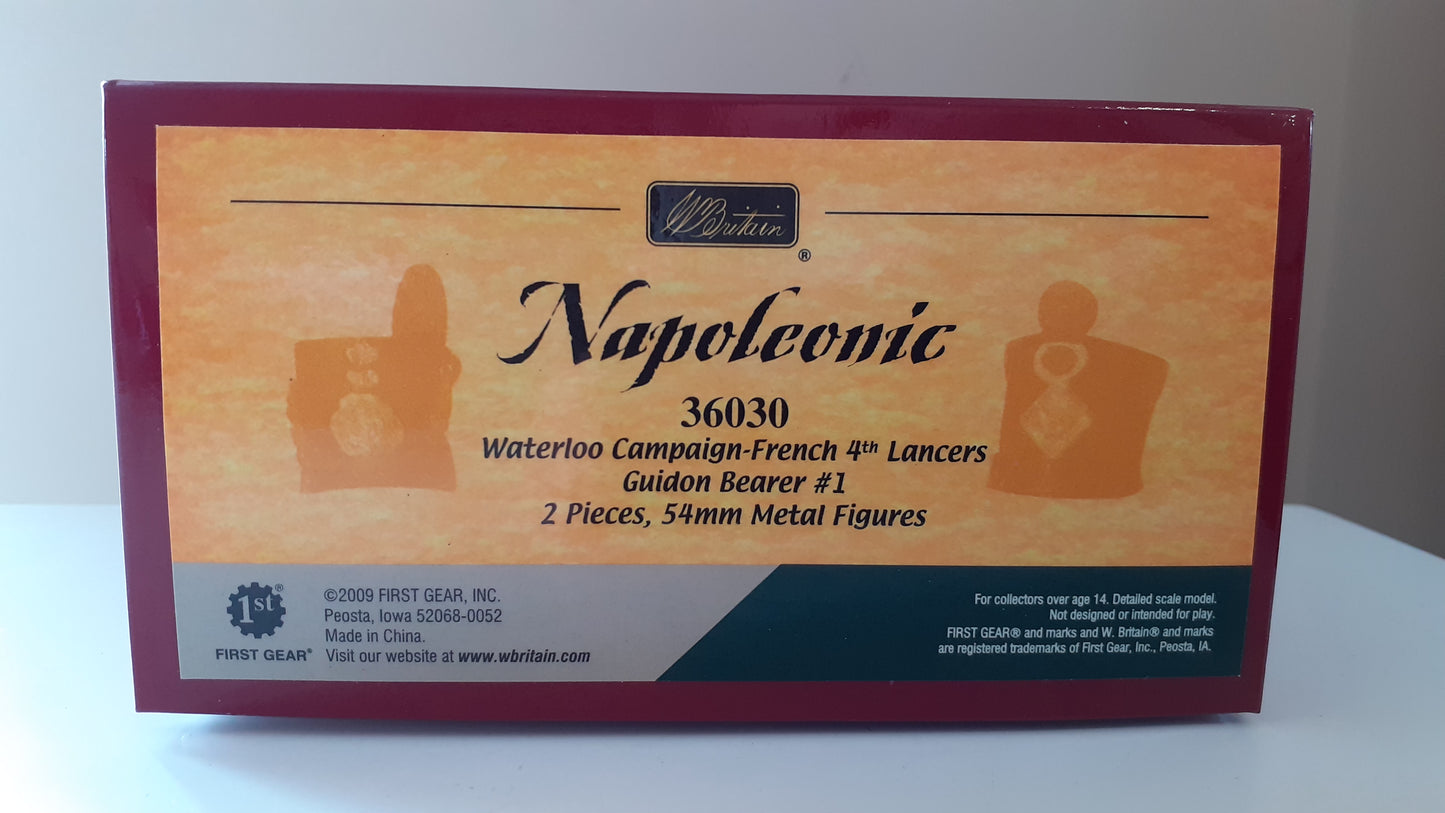 W Britain
®
Napoleonic
36030
Waterloo Campaign-French 4th Lancers
Guidon Bearer #1
2 Pieces, 54mm Metal Figures
1st®
FIRST GEAR®
©2009 FIRST GEAR, INC.
Peosta, Iowa 52068-0052
Made in China.
Visit our website at www.wbritain.com
For collectors over age 14. Detailed scale model.
Not designed or intended for play.
FIRST GEAR® and marks and W. Britain® and marks
are registered trademarks of First Gear, Inc., Peosta, IA.